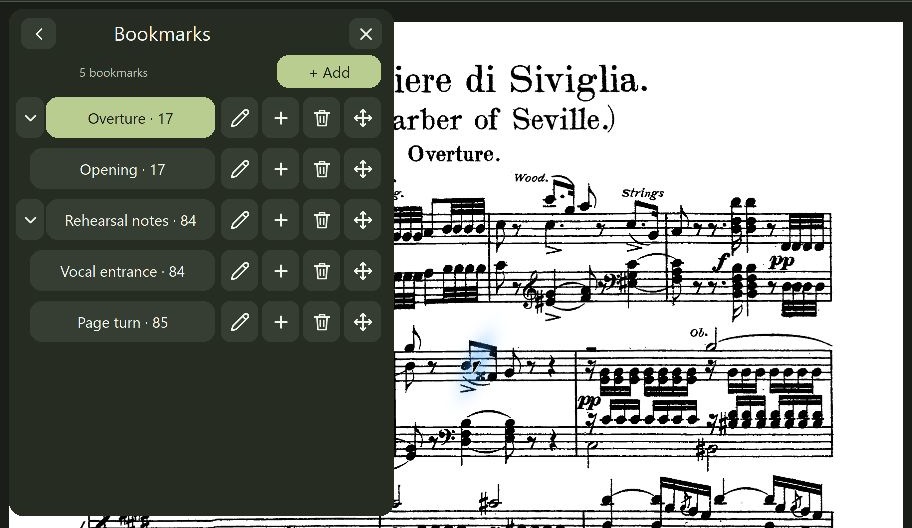 Bookmarks
5 bookmarks
+ Add
Overture · 17
Opening · 17
Rehearsal notes · 84
Vocal entrance · 84
Page turn · 85
iere di Siviglia.
arber of Seville.)
Overture.
Wood.
Strings
g.
f
pp
Ob.
pp